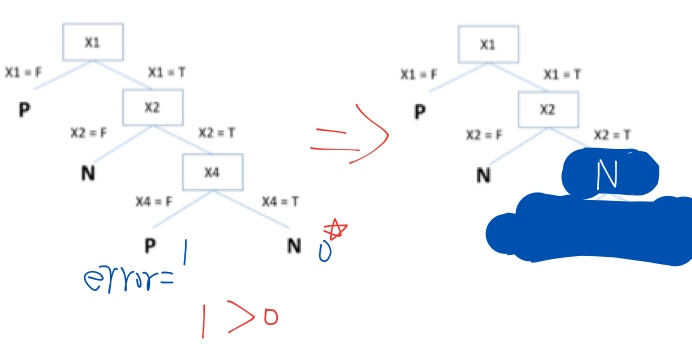 X1
X1 = F
X1 = T
P
X2
X2 = F
X2 = T
N
X4
X4 = F
X4 = T
P
N
error=
1
0
1 > 0
X1
X1 = F
X1 = T
P
X2
X2 = F
X2 = T
N
N